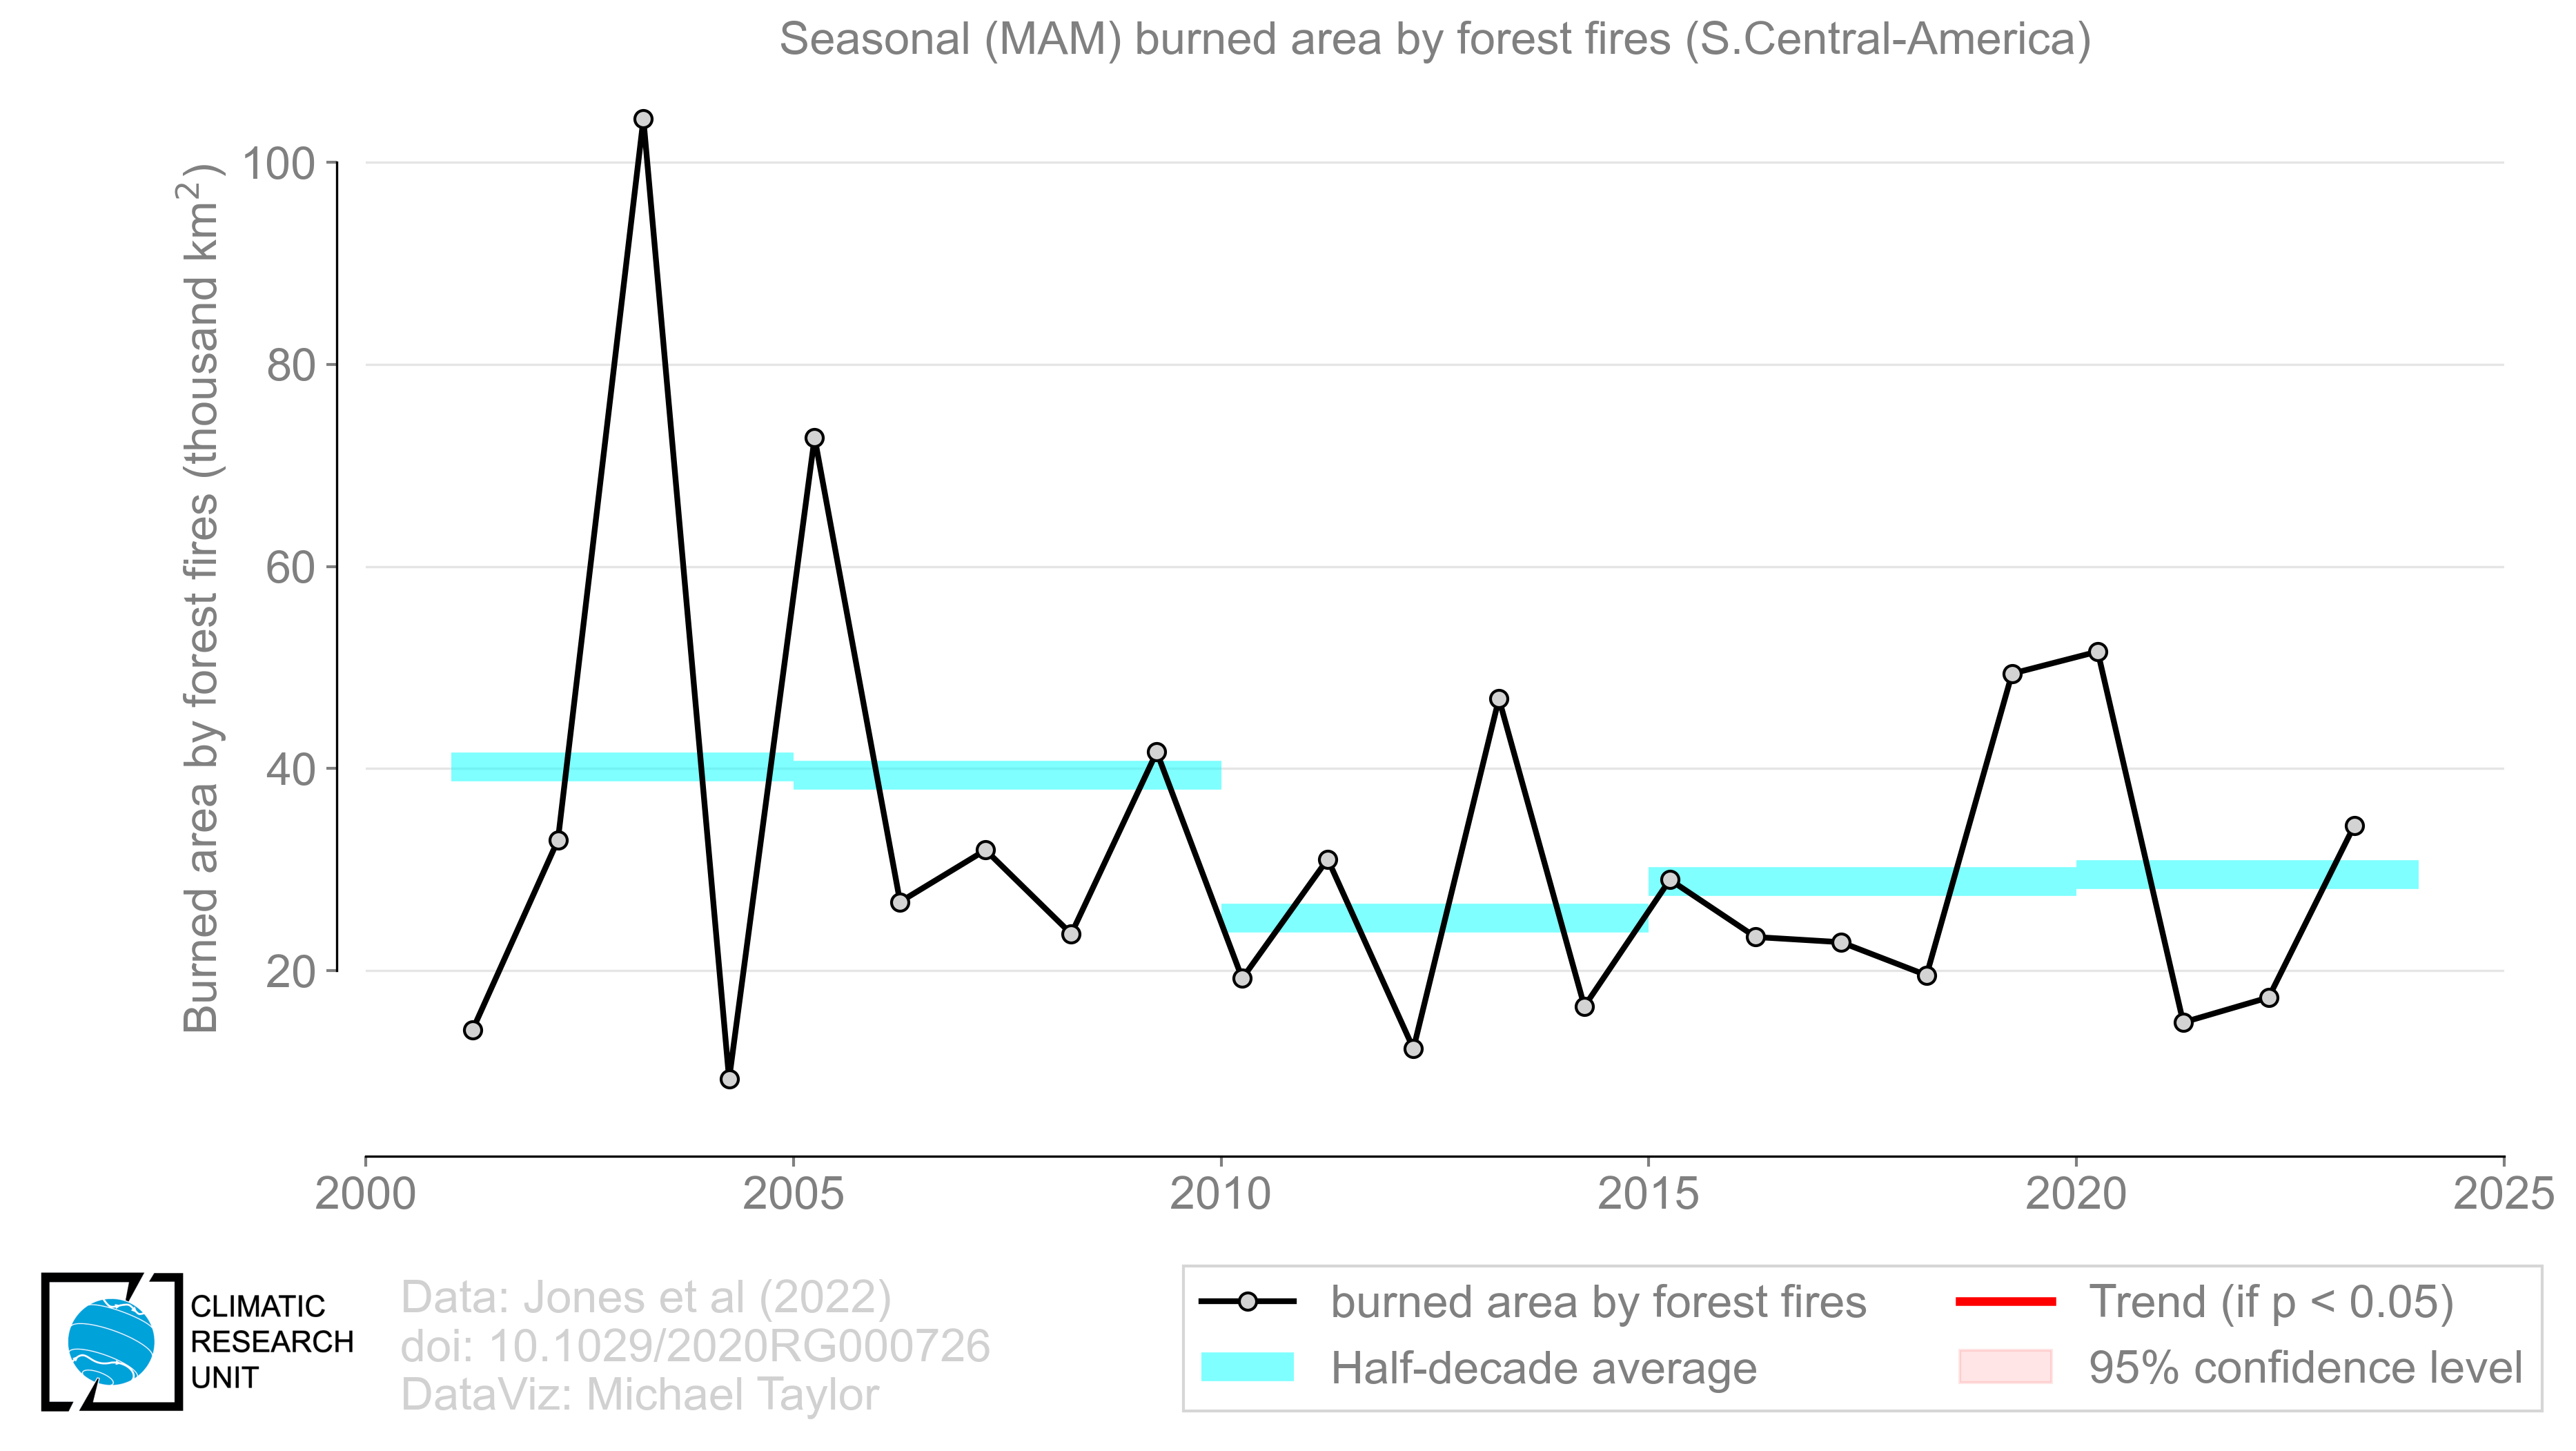 Seasonal (MAM) burned area by forest fires (S.Central-America)
Burned area by forest fires (thousand km²)
100
80
60
40
20
2000
2005
2010
2015
2020
2025
CLIMATIC
RESEARCH
UNIT
Data: Jones et al (2022)
doi: 10.1029/2020RG000726
DataViz: Michael Taylor
burned area by forest fires
Half-decade average
Trend (if p < 0.05)
95% confidence level